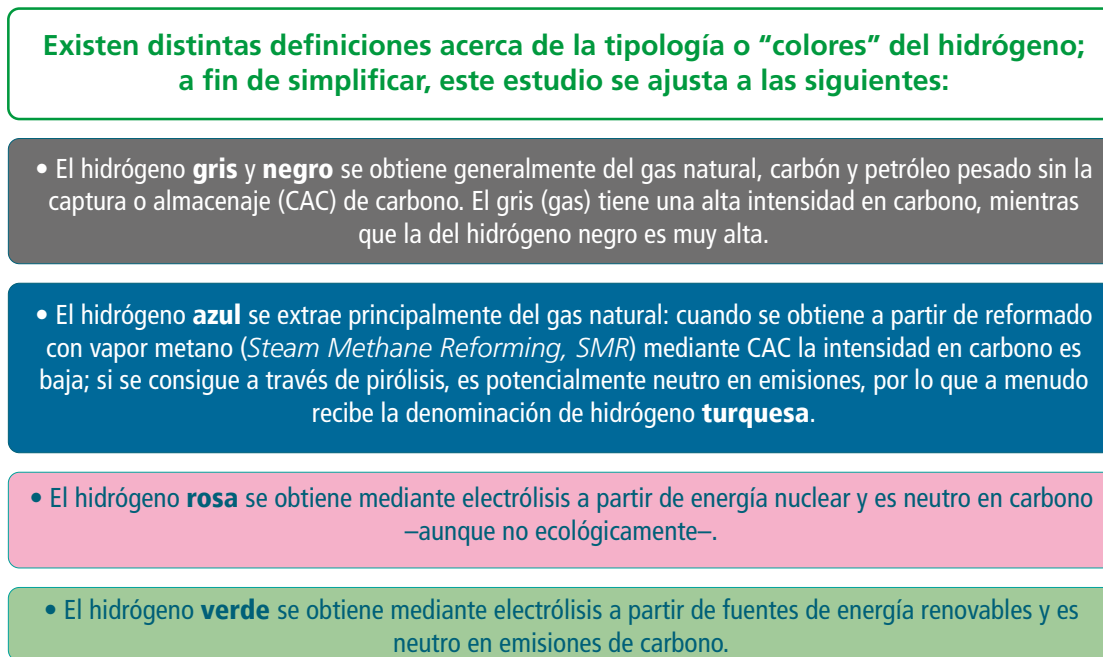 Existen distintas definiciones acerca de la tipología o “colores” del hidrógeno;
a fin de simplificar, este estudio se ajusta a las siguientes:
• El hidrógeno gris y negro se obtiene generalmente del gas natural, carbón y petróleo pesado sin la
captura o almacenaje (CAC) de carbono. El gris (gas) tiene una alta intensidad en carbono, mientras
que la del hidrógeno negro es muy alta.
• El hidrógeno azul se extrae principalmente del gas natural: cuando se obtiene a partir de reformado
con vapor metano (Steam Methane Reforming, SMR) mediante CAC la intensidad en carbono es
baja; si se consigue a través de pirólisis, es potencialmente neutro en emisiones, por lo que a menudo
recibe la denominación de hidrógeno turquesa.
• El hidrógeno rosa se obtiene mediante electrólisis a partir de energía nuclear y es neutro en carbono
–aunque no ecológicamente–.
• El hidrógeno verde se obtiene mediante electrólisis a partir de fuentes de energía renovables y es
neutro en emisiones de carbono.